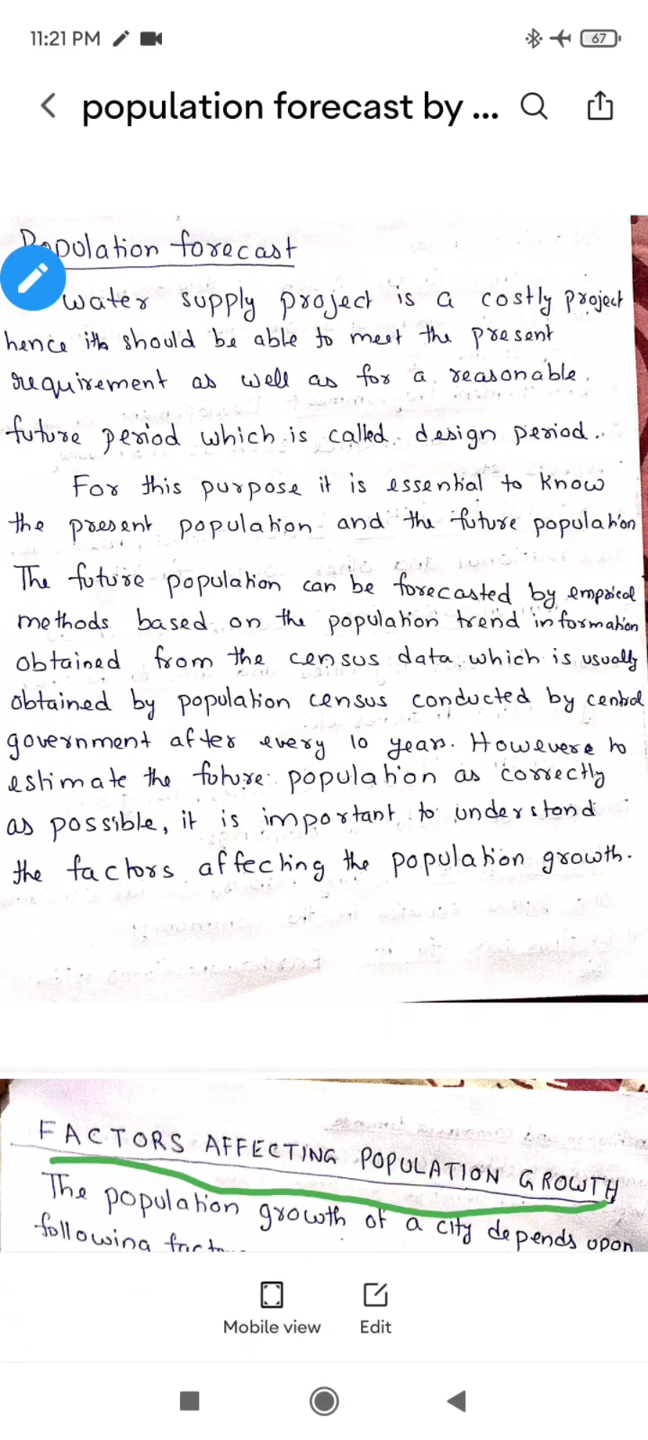 11:21 PM
67
population forecast by ...
Population forecast
water supply project is a costly project
hence ith should be able to meet the present
requirement as well as for a reasonable
future period which is called design period.
For this purpose it is essential to know
the present population and the future population
The future population can be forecasted by empirical
methods based on the population trend information
obtained from the census data, which is usually
obtained by population census conducted by central
government after every 10 years. Howevere to
estimate the future population as correctly
as possible, it is important to understand
the factors affecting the population growth.
FACTORS AFFECTING POPULATION GROWTH
The population growth of a city depends upon
following
Mobile view
Edit